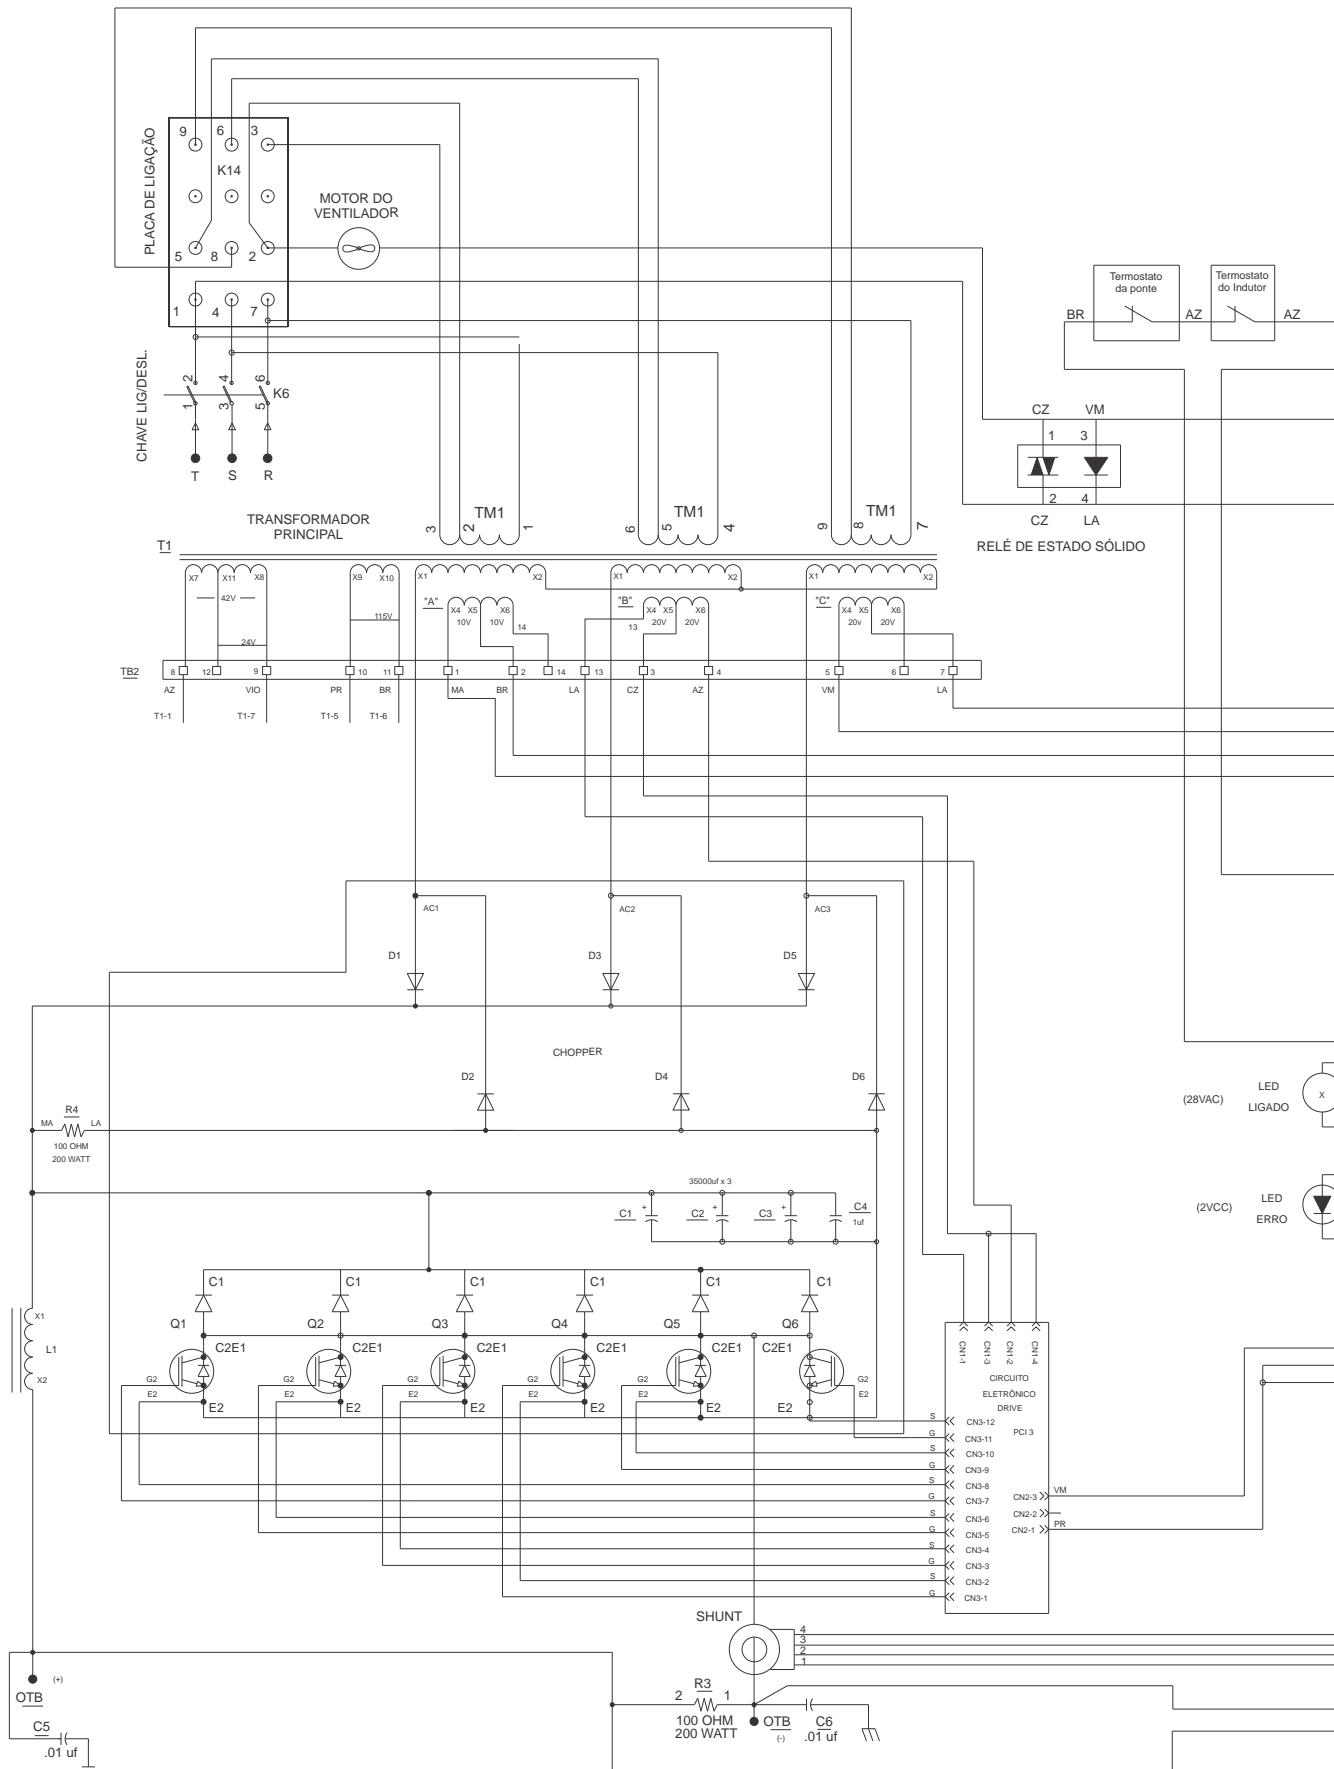 PLACA DE LIGAÇÃO
9 6 3
K14
5 8 2
1 4 7
MOTOR DO
VENTILADOR
CHAVE LIG/DESL.
2 4 6
K6
1 3 5
T S R
Termostato
da ponte
Termostato
do Indutor
BR AZ AZ
CZ VM
1 3
2 4
CZ LA
RELÉ DE ESTADO SÓLIDO
TRANSFORMADOR
PRINCIPAL
T1
3 2 TM1 1
6 5 TM1 4
9 8 TM1 7
X7 X11 X8
42V
24V
X9 X10
115V
X1 X2
X1 X2
X1 X2
"A"
X4 X5 X6
10V 10V
14
"B"
X4 X5 X6
13 20V 20V
"C"
X4 X5 X6
20v 20V
TB2
8 12 9 10 11 1 2 14 13 3 4 5 6 7
AZ VIO PR BR MA BR LA CZ AZ VM LA
T1-1 T1-7 T1-5 T1-6
AC1 AC2 AC3
D1 D3 D5
CHOPPER
D2 D4 D6
MA R4 LA
100 OHM
200 WATT
(28VAC)
LED
LIGADO
X
(2VCC)
LED
ERRO
35000uf x 3
C1 + C2 + C3 + C4
1uf
C1 C1 C1 C1 C1 C1
Q1 Q2 Q3 Q4 Q5 Q6
C2E1 C2E1 C2E1 C2E1 C2E1 C2E1
G2 G2 G2 G2 G2 G2
E2 E2 E2 E2 E2 E2
E2 E2 E2 E2 E2 E2
X1
L1
X2
CN1-1 CN1-3 CN1-2 CN1-4
CIRCUITO
ELETRÔNICO
DRIVE
PCI 3
S CN3-12
G CN3-11
S CN3-10
G CN3-9
S CN3-8
G CN3-7
S CN3-6
G CN3-5
S CN3-4
G CN3-3
S CN3-2
G CN3-1
CN2-3 VM
CN2-2
CN2-1 PR
SHUNT
4
3
2
1
(+)
OTB
C5
.01 uf
2 R3 1
100 OHM
200 WATT
OTB
(-)
C6
.01 uf